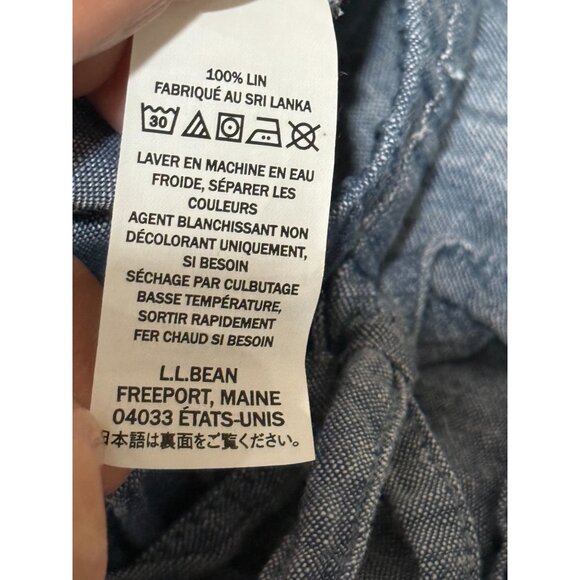 100% LIN
FABRIQUÉ AU SRI LANKA
30
LAVER EN MACHINE EN EAU
FROIDE, SÉPARER LES
COULEURS
AGENT BLANCHISSANT NON
DÉCOLORANT UNIQUEMENT,
SI BESOIN
SÉCHAGE PAR CULBUTAGE
BASSE TEMPÉRATURE,
SORTIR RAPIDEMENT
FER CHAUD SI BESOIN
L.L.BEAN
FREEPORT, MAINE
04033 ÉTATS-UNIS
日本語は裏面をご覧ください。